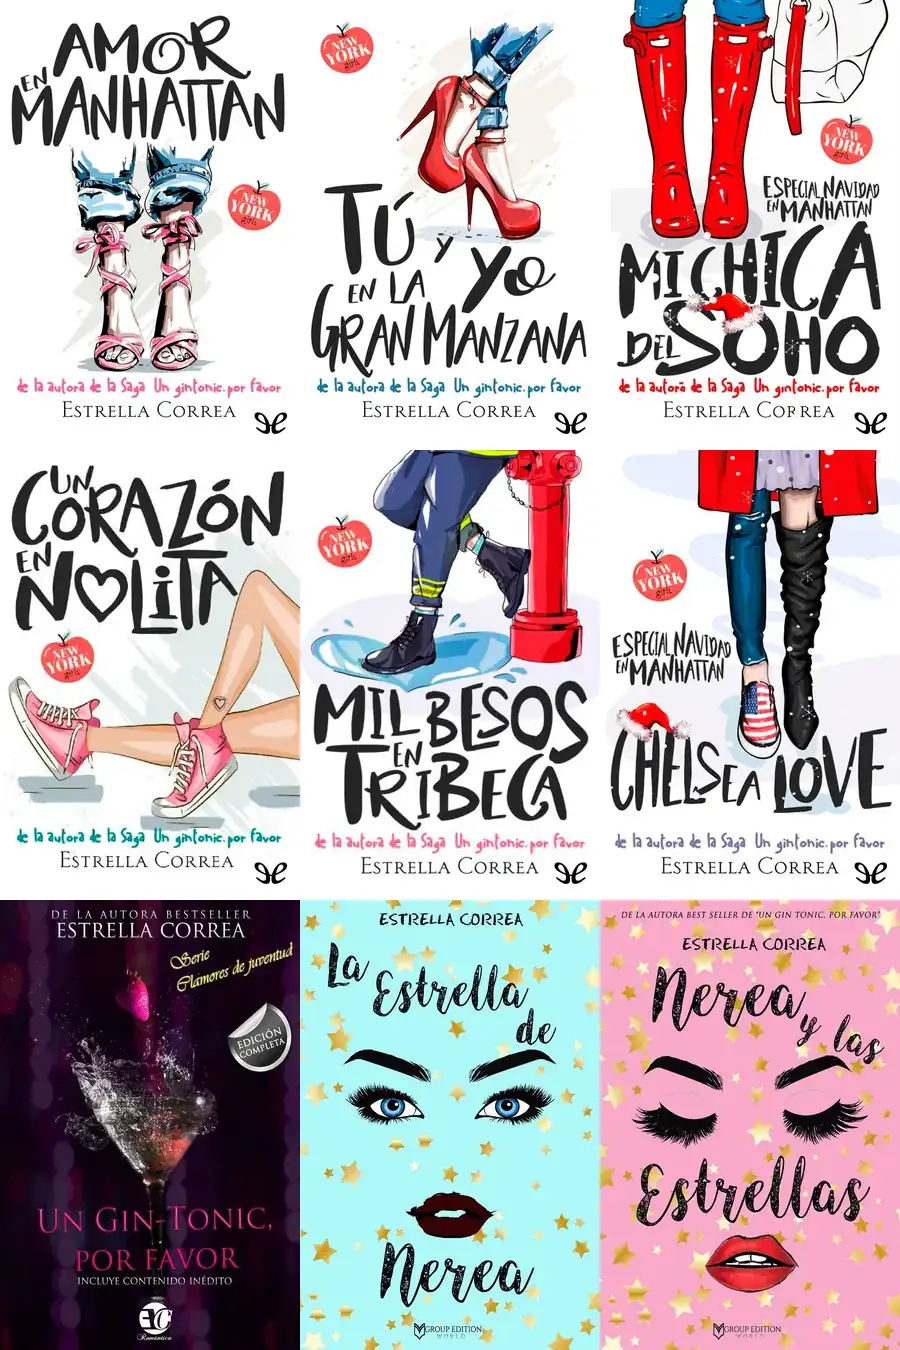 AMOR
EN
MANHATTAN
NEW
YORK
girls
de la autora de la Saga Un gintonic, por favor
ESTRELLA CORREA
NEW
YORK
girls
TÚ Y YO
EN LA
GRAN MANZANA
de la autora de la Saga Un gintonic, por favor
ESTRELLA CORREA
NEW
YORK
girls
ESPECIAL NAVIDAD
EN MANHATTAN
MI CHICA
DEL SOHO
de la autora de la Saga Un gintonic, por favor
ESTRELLA CORREA
UN
CORAZÓN
EN
NOLITA
NEW
YORK
girls
de la autora de la Saga Un gintonic, por favor
ESTRELLA CORREA
NEW
YORK
girls
MIL BESOS
EN
TRIBECA
de la autora de la Saga Un gintonic, por favor
ESTRELLA CORREA
NEW
YORK
girls
ESPECIAL NAVIDAD
EN MANHATTAN
CHELSEA LOVE
de la autora de la Saga Un gintonic, por favor
ESTRELLA CORREA
DE LA AUTORA BESTSELLER
ESTRELLA CORREA
Serie
Clamores de juventud
EDICIÓN
COMPLETA
UN GIN-TONIC,
POR FAVOR
INCLUYE CONTENIDO INÉDITO
Romántica
ESTRELLA CORREA
La
Estrella
de
Nerea
GROUP EDITION
WORLD
DE LA AUTORA BEST SELLER DE "UN GIN TONIC, POR FAVOR"
ESTRELLA CORREA
Nerea
y las
Estrellas
GROUP EDITION
WORLD